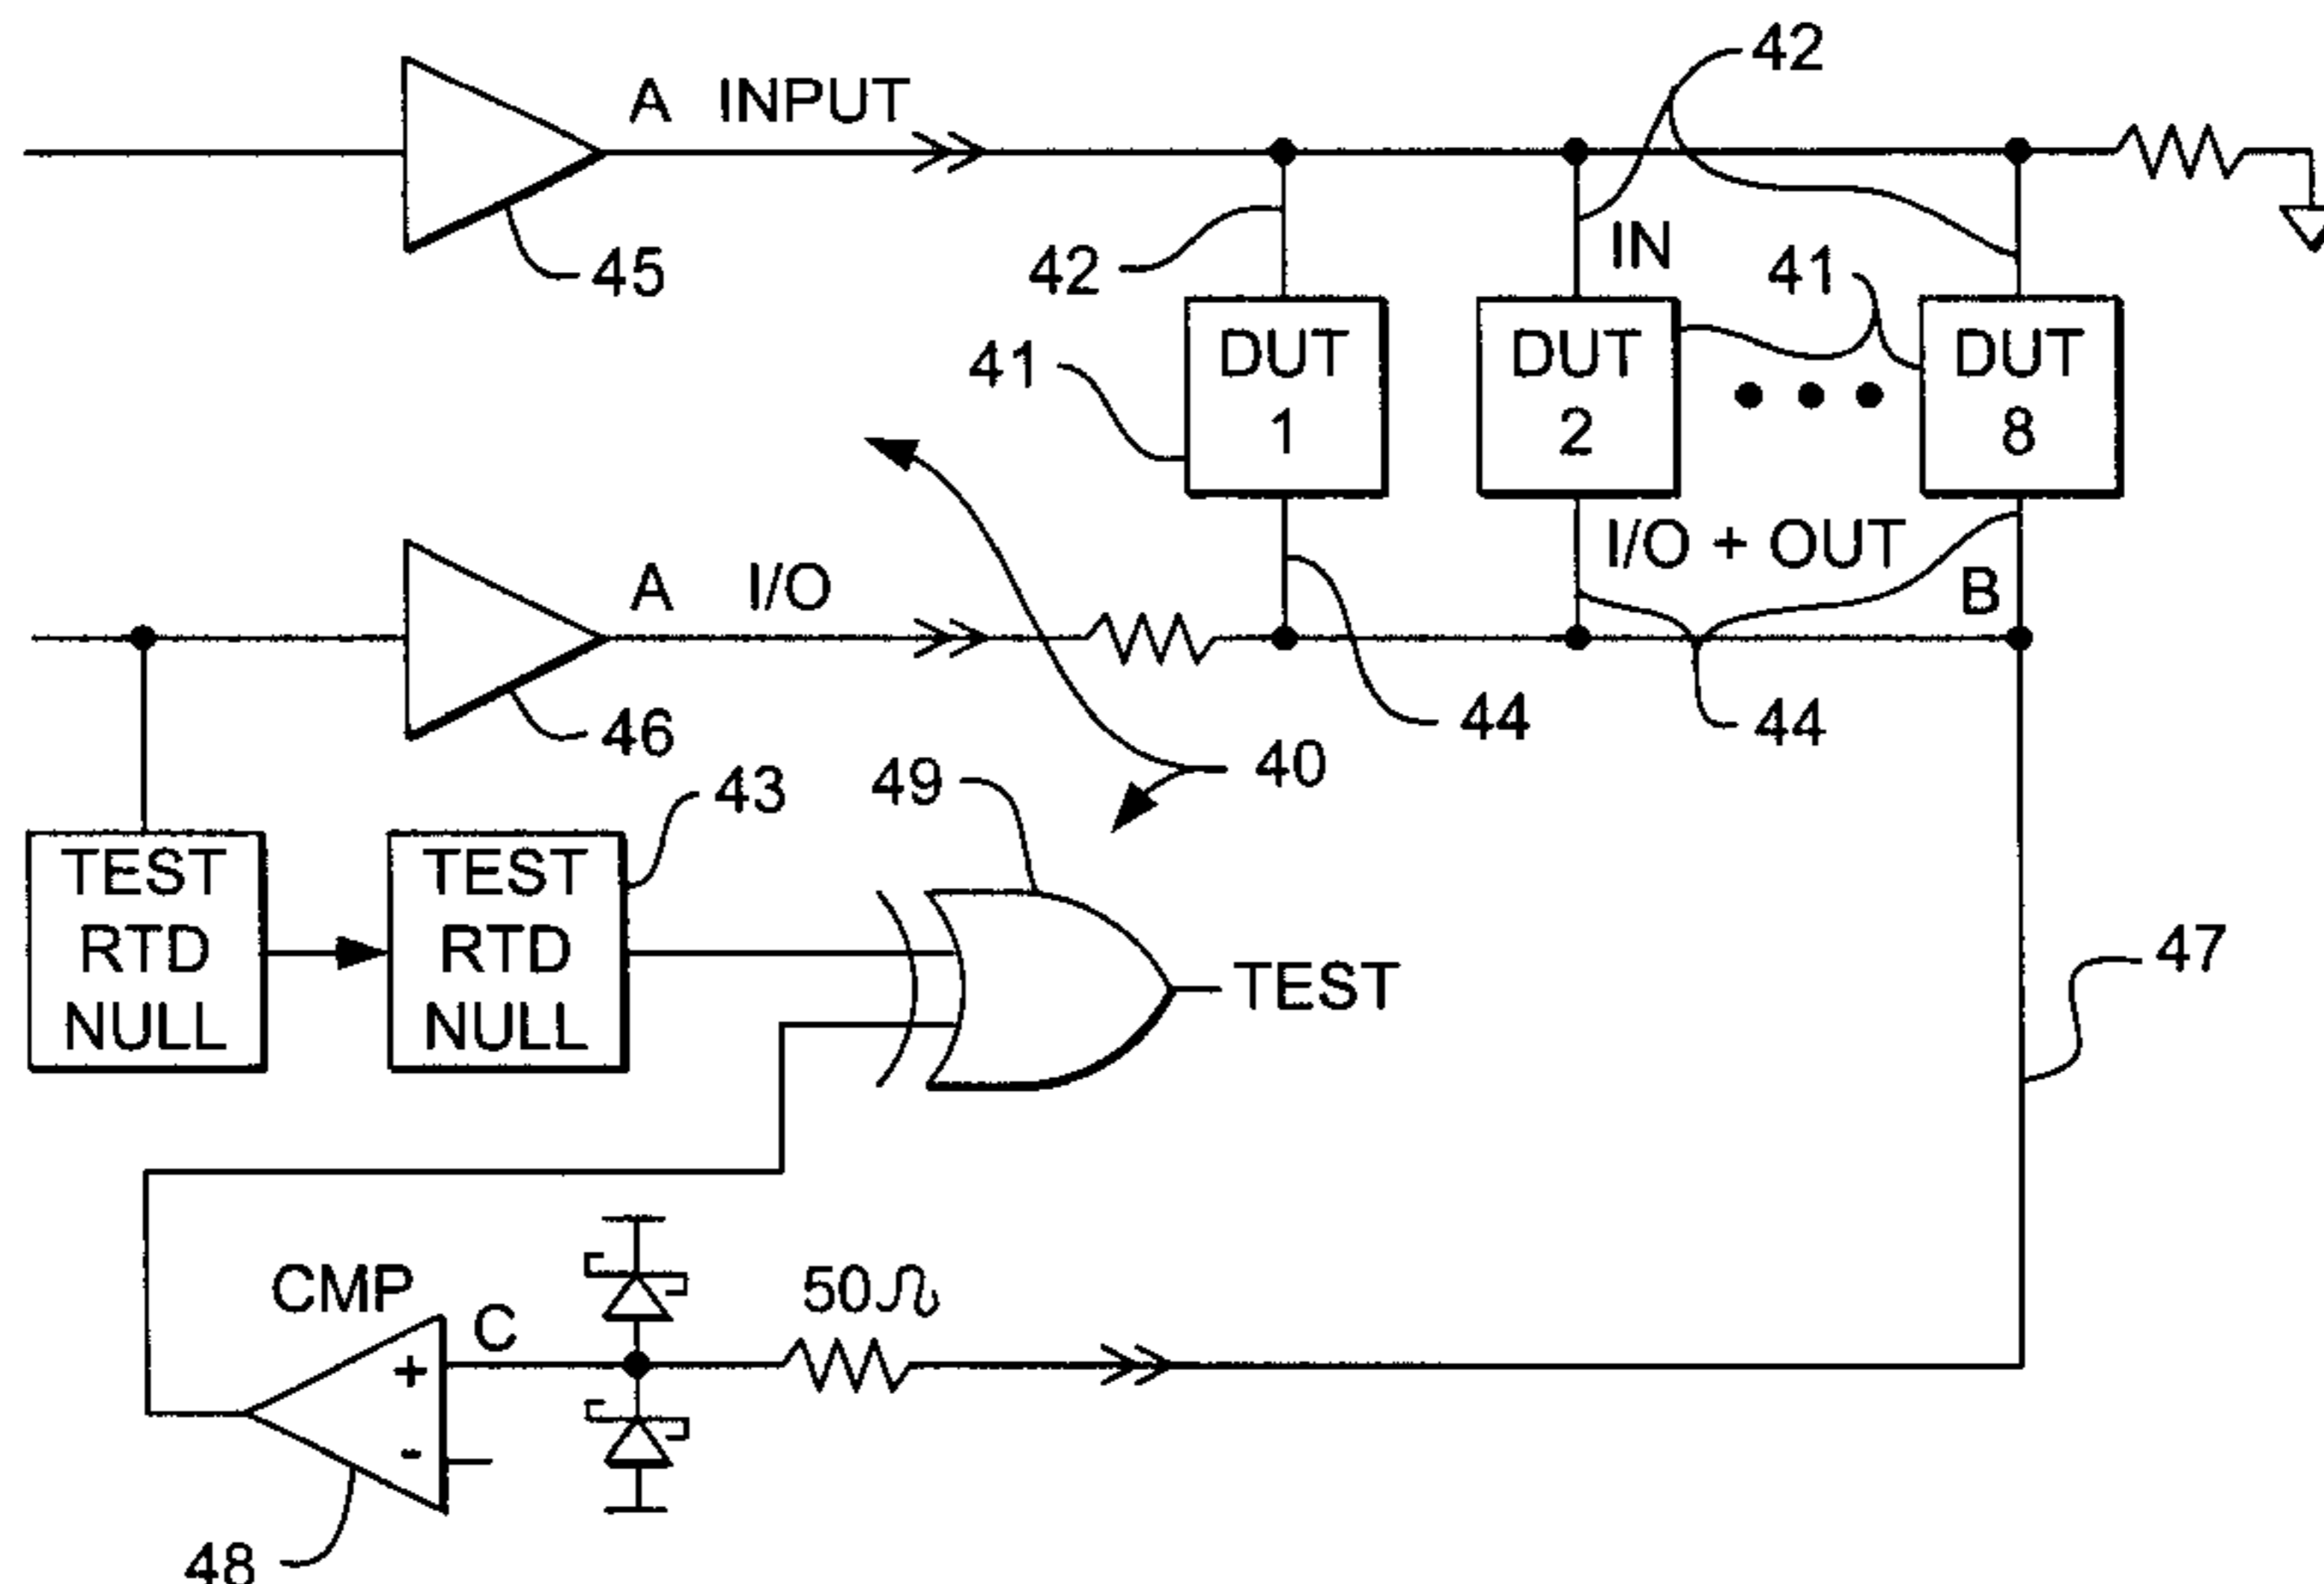 42
A INPUT
45
42
IN
41
41
DUT
1
DUT
2
DUT
8
I/O + OUT
A I/O
B
46
44
44
40
43
49
TEST
RTD
NULL
TEST
RTD
NULL
TEST
47
CMP
C
50Ω
+
-
48